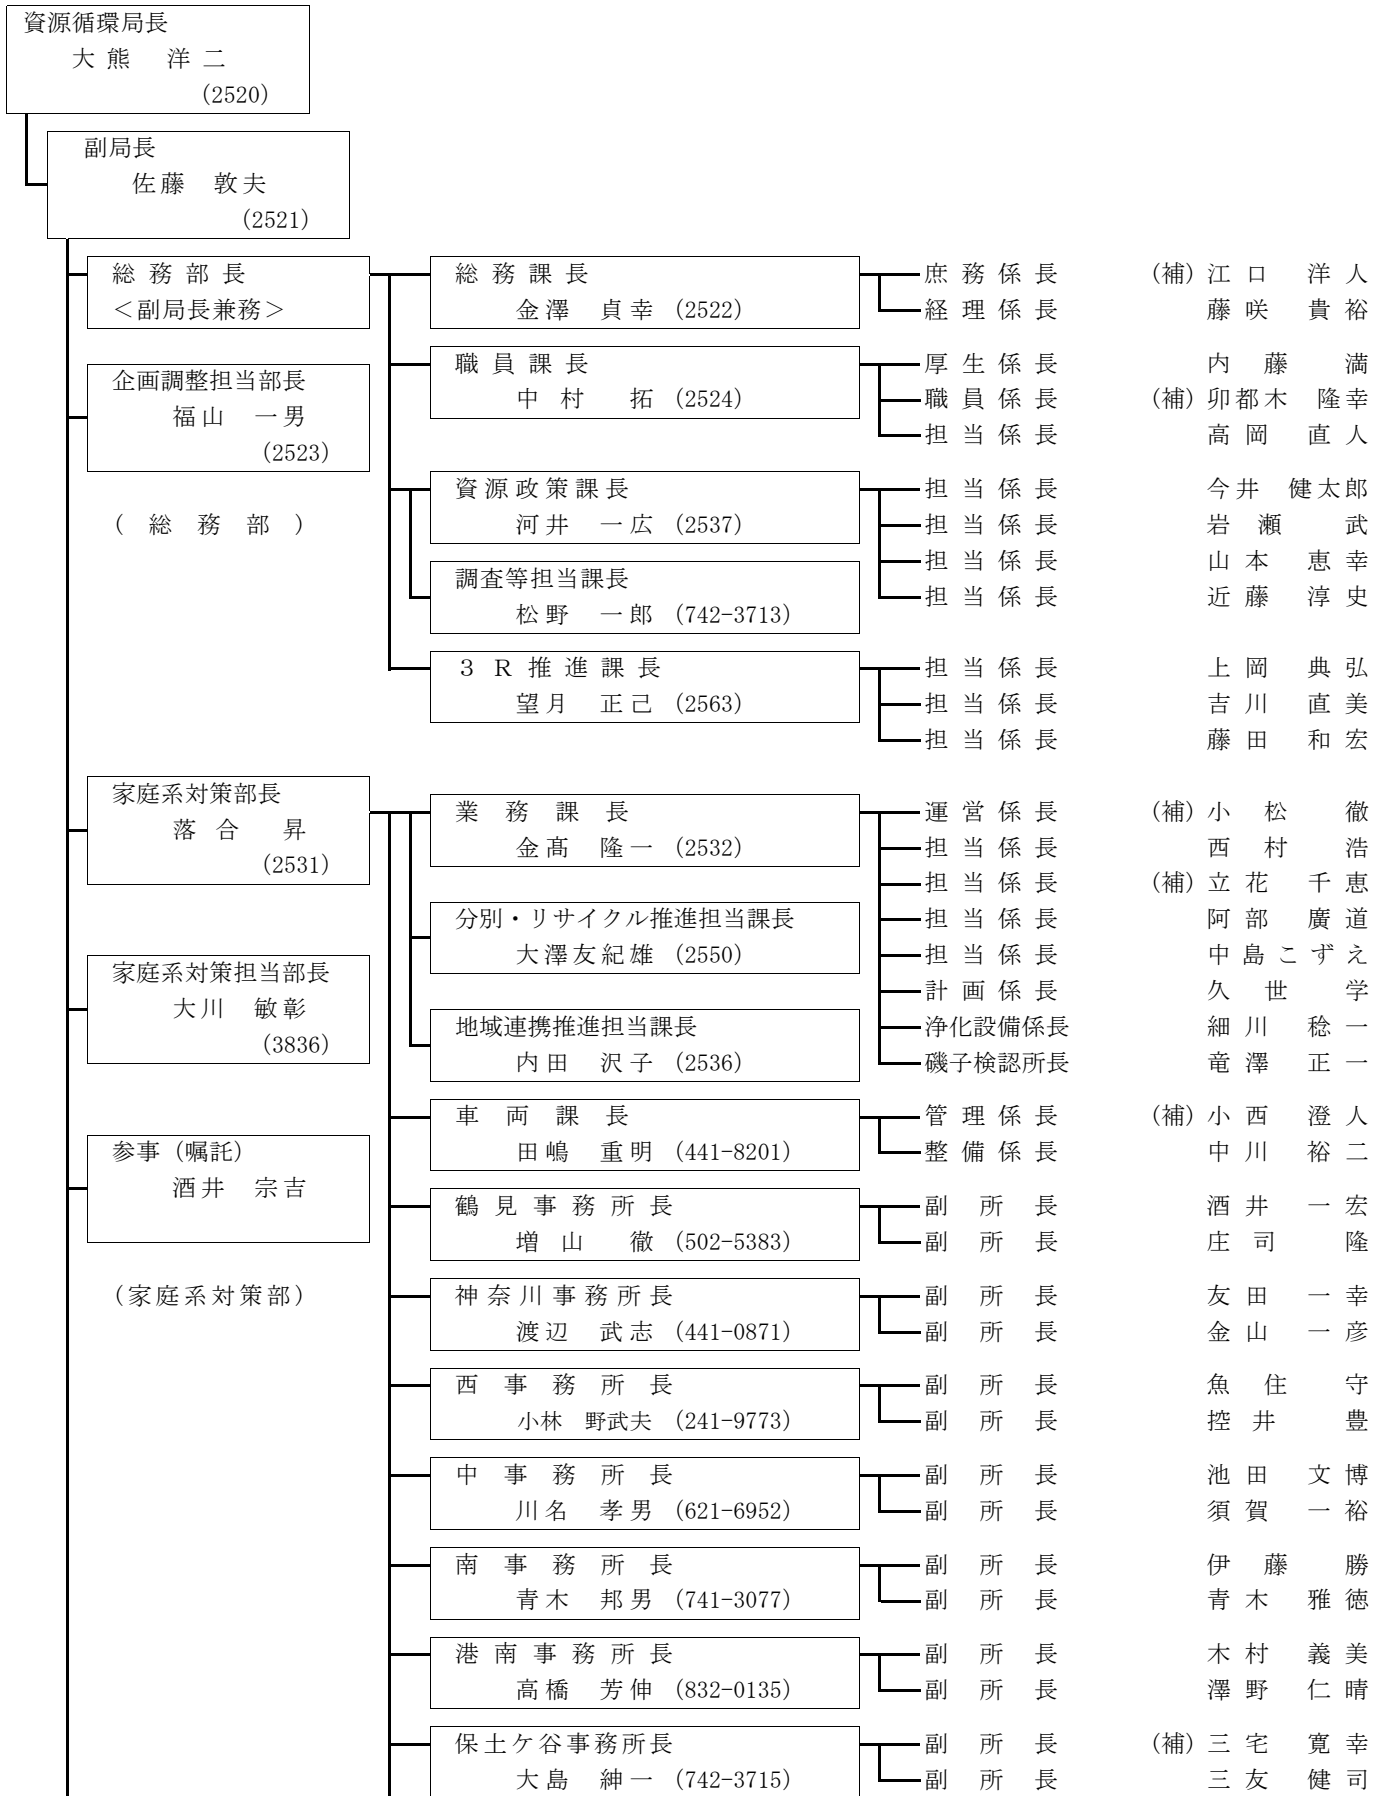 資源循環局長
大熊 洋二
(2520)
副局長
佐藤 敦夫
(2521)
総務部長
＜副局長兼務＞
企画調整担当部長
福山 一男
(2523)
(総務部)
総務課長
金澤 貞幸 (2522)
庶務係長 (補) 江口 洋人
経理係長 藤咲 貴裕
職員課長
中村 拓 (2524)
厚生係長 内藤 満
職員係長 (補) 卯都木 隆幸
担当係長 高岡 直人
資源政策課長
河井 一広 (2537)
調査等担当課長
松野 一郎 (742-3713)
担当係長 今井 健太郎
担当係長 岩瀬 武
担当係長 山本 恵幸
担当係長 近藤 淳史
３Ｒ推進課長
望月 正己 (2563)
担当係長 上岡 典弘
担当係長 吉川 直美
担当係長 藤田 和宏
家庭系対策部長
落合 昇
(2531)
家庭系対策担当部長
大川 敏彰
(3836)
参事 (嘱託)
酒井 宗吉
(家庭系対策部)
業務課長
金髙 隆一 (2532)
分別・リサイクル推進担当課長
大澤友紀雄 (2550)
地域連携推進担当課長
内田 沢子 (2536)
運営係長 (補) 小松 徹
担当係長 西村 浩
担当係長 (補) 立花 千恵
担当係長 阿部 廣道
担当係長 中島こずえ
計画係長 久世 学
浄化設備係長 細川 稔一
磯子検認所長 竜澤 正一
車両課長
田嶋 重明 (441-8201)
管理係長 (補) 小西 澄人
整備係長 中川 裕二
鶴見事務所長
増山 徹 (502-5383)
副所長 酒井 一宏
副所長 庄司 隆
神奈川事務所長
渡辺 武志 (441-0871)
副所長 友田 一幸
副所長 金山 一彦
西事務所長
小林 野武夫 (241-9773)
副所長 魚住 守
副所長 控井 豊
中事務所長
川名 孝男 (621-6952)
副所長 池田 文博
副所長 須賀 一裕
南事務所長
青木 邦男 (741-3077)
副所長 伊藤 勝
副所長 青木 雅徳
港南事務所長
高橋 芳伸 (832-0135)
副所長 木村 義美
副所長 澤野 仁晴
保土ケ谷事務所長
大島 紳一 (742-3715)
副所長 (補) 三宅 寛幸
副所長 三友 健司